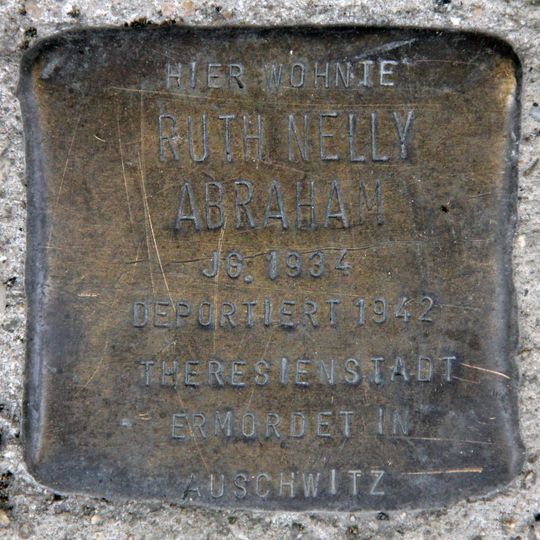 HIER WOHNTE
RUTH NELLY
ABRAHAM
JG. 1934
DEPORTIERT 1942
THERESIENSTADT
ERMORDET IN
AUSCHWITZ